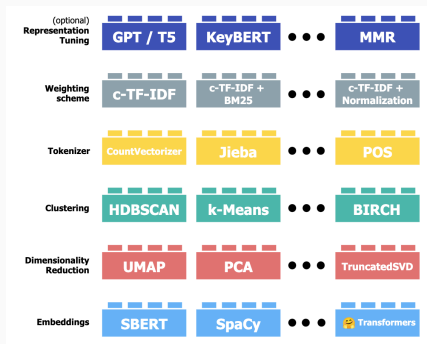 (optional)
Representation
Tuning
GPT / T5
KeyBERT
MMR
Weighting
scheme
c-TF-IDF
c-TF-IDF +
BM25
c-TF-IDF +
Normalization
Tokenizer
CountVectorizer
Jieba
POS
Clustering
HDBSCAN
k-Means
BIRCH
Dimensionality
Reduction
UMAP
PCA
TruncatedSVD
Embeddings
SBERT
SpaCy
🤗 Transformers